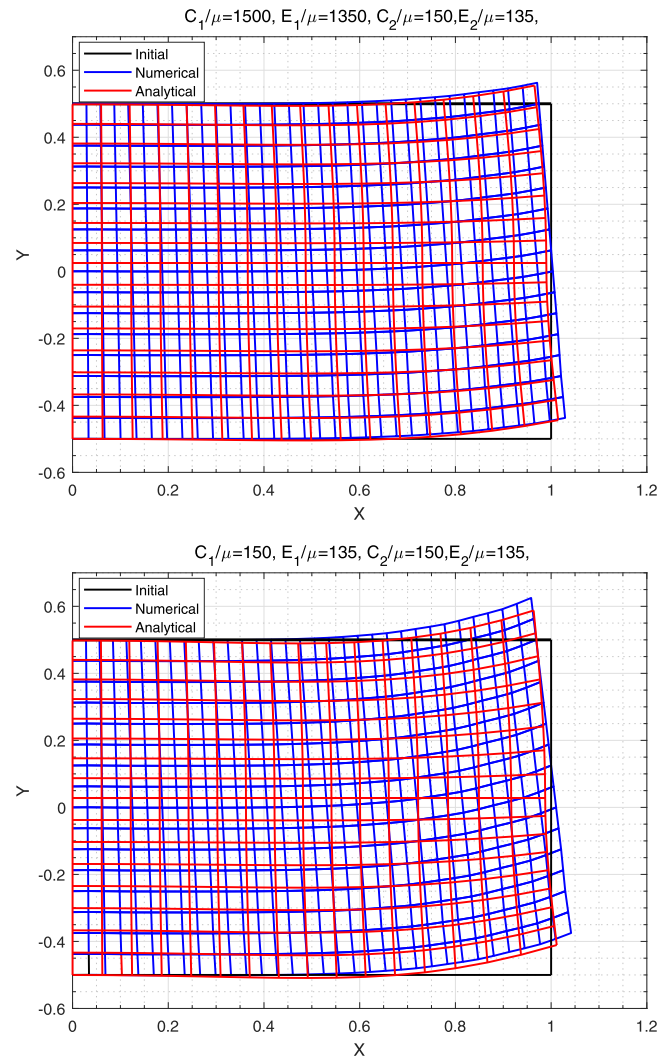 C₁/μ=1500, E₁/μ=1350, C₂/μ=150,E₂/μ=135,
Initial
Numerical
Analytical
0.6
0.4
0.2
0
-0.2
-0.4
-0.6
Y
0 0.2 0.4 0.6 0.8 1 1.2
X
C₁/μ=150, E₁/μ=135, C₂/μ=150,E₂/μ=135,
Initial
Numerical
Analytical
0.6
0.4
0.2
0
-0.2
-0.4
-0.6
Y
0 0.2 0.4 0.6 0.8 1 1.2
X